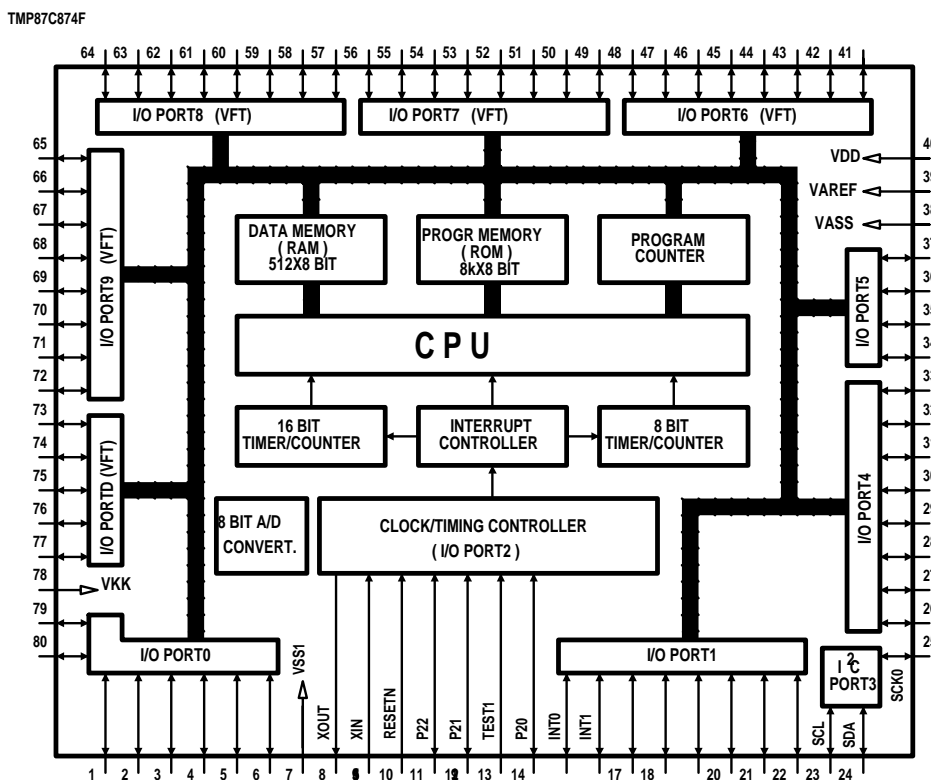 TMP87C874F
64 63 62 61 60 59 58 57 56 55 54 53 52 51 50 49 48 47 46 45 44 43 42 41
I/O PORT8 (VFT)
I/O PORT7 (VFT)
I/O PORT6 (VFT)
65
66
67
68
69
70
71
72
73
74
75
76
77
78
79
80
I/O PORT9 (VFT)
I/O PORTD (VFT)
VKK
I/O PORT0
DATA MEMORY
( RAM )
512X8 BIT
PROGR MEMORY
( ROM )
8kX8 BIT
PROGRAM
COUNTER
CPU
16 BIT
TIMER/COUNTER
INTERRUPT
CONTROLLER
8 BIT
TIMER/COUNTER
8 BIT A/D
CONVERT.
CLOCK/TIMING CONTROLLER
( I/O PORT2 )
VDD
VAREF
VASS
I/O PORT5
I/O PORT4
I/O PORT1
I2C
PORT3
SCK0
VSS1
XOUT
XIN
RESETN
P22
P21
TEST1
P20
INT0
INT1
SCL
SDA
1 2 3 4 5 6 7 8 10 11 13 14 17 18 20 21 22 23 24
33
32
29
28